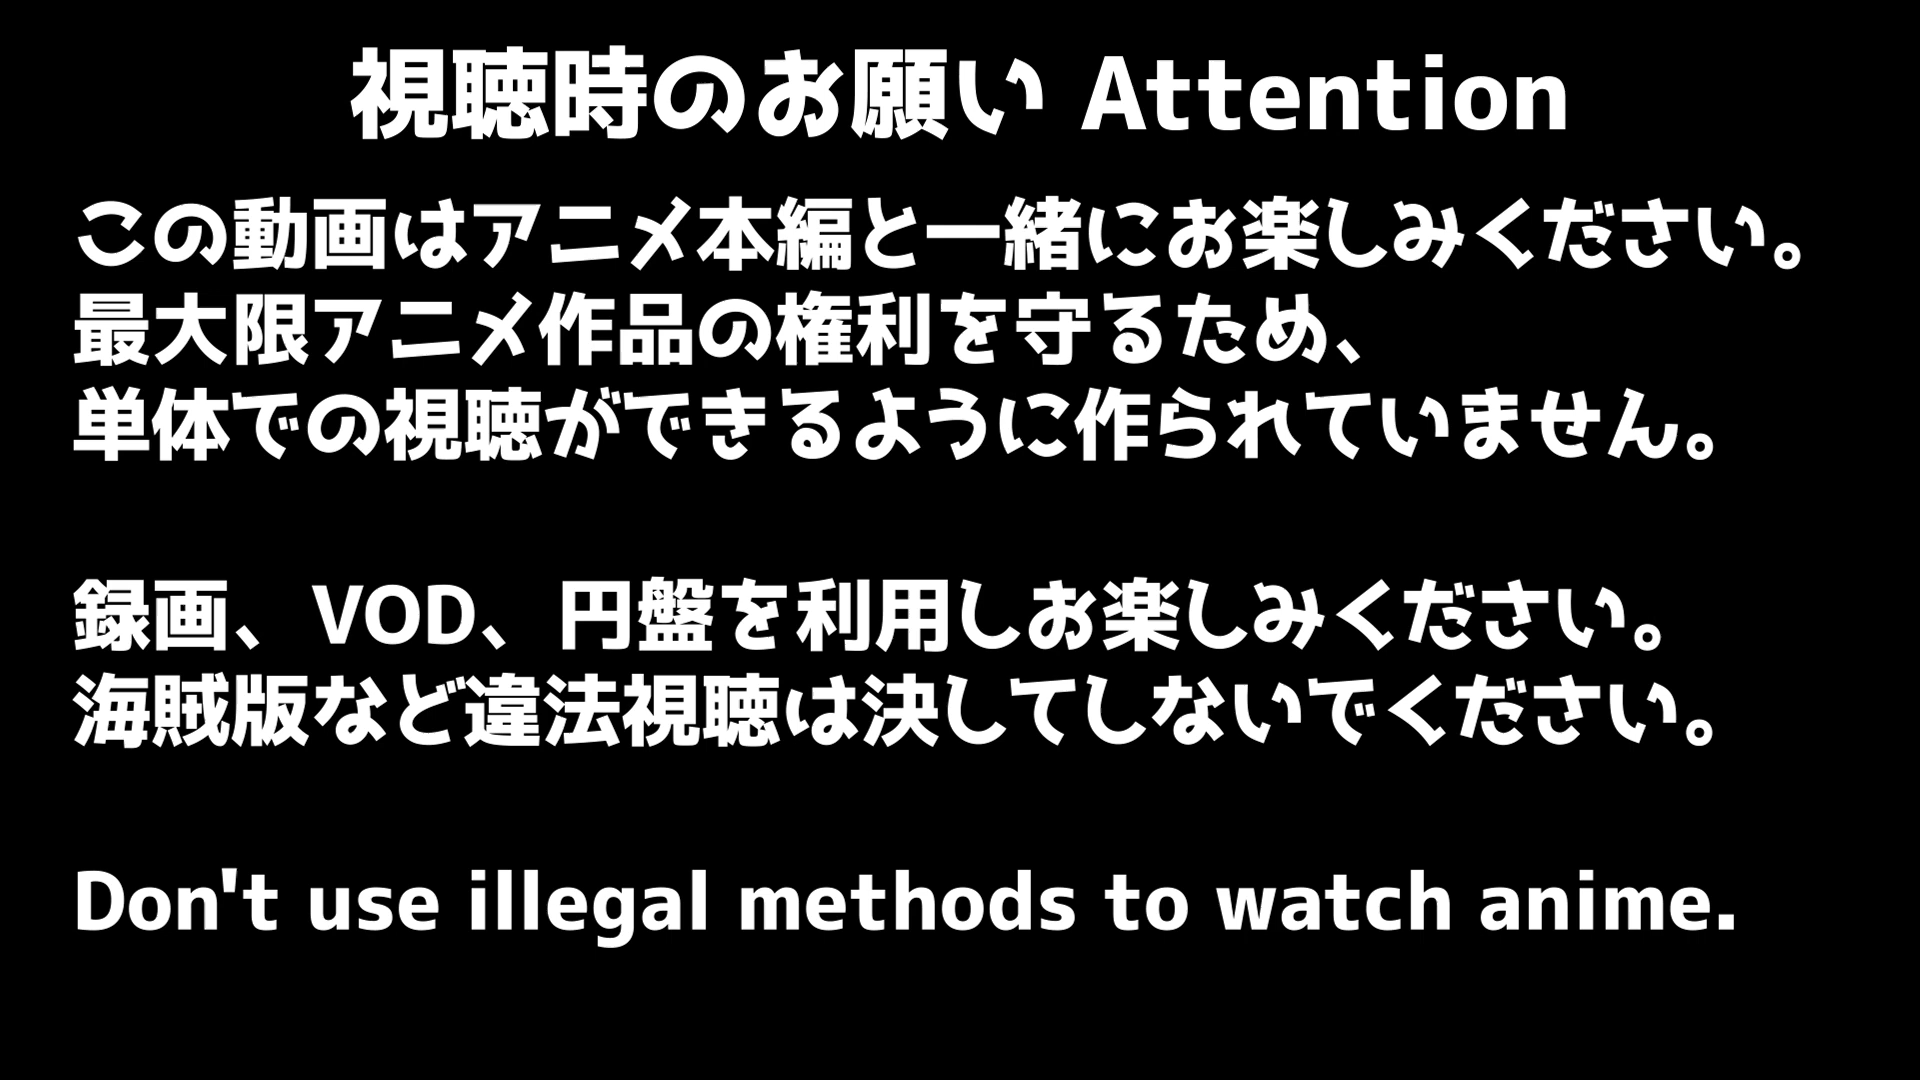 視聴時のお願い Attention
この動画はアニメ本編と一緒にお楽しみください。
最大限アニメ作品の権利を守るため、
単体での視聴ができるように作られていません。
録画、VOD、円盤を利用しお楽しみください。
海賊版など違法視聴は決してしないでください。
Don't use illegal methods to watch anime.